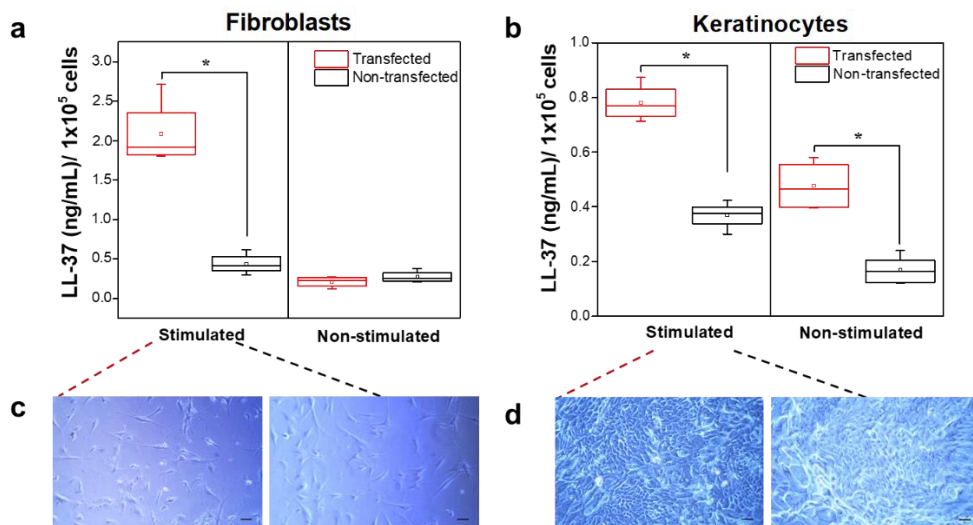 a
Fibroblasts
LL-37 (ng/mL)/ 1x10⁵ cells
3.0
2.5
2.0
1.5
1.0
0.5
0.0
*
Transfected
Non-transfected
Stimulated
Non-stimulated
b
Keratinocytes
LL-37 (ng/mL)/ 1x10⁵ cells
1.0
0.8
0.6
0.4
0.2
0.0
*
*
Transfected
Non-transfected
Stimulated
Non-stimulated
c
d